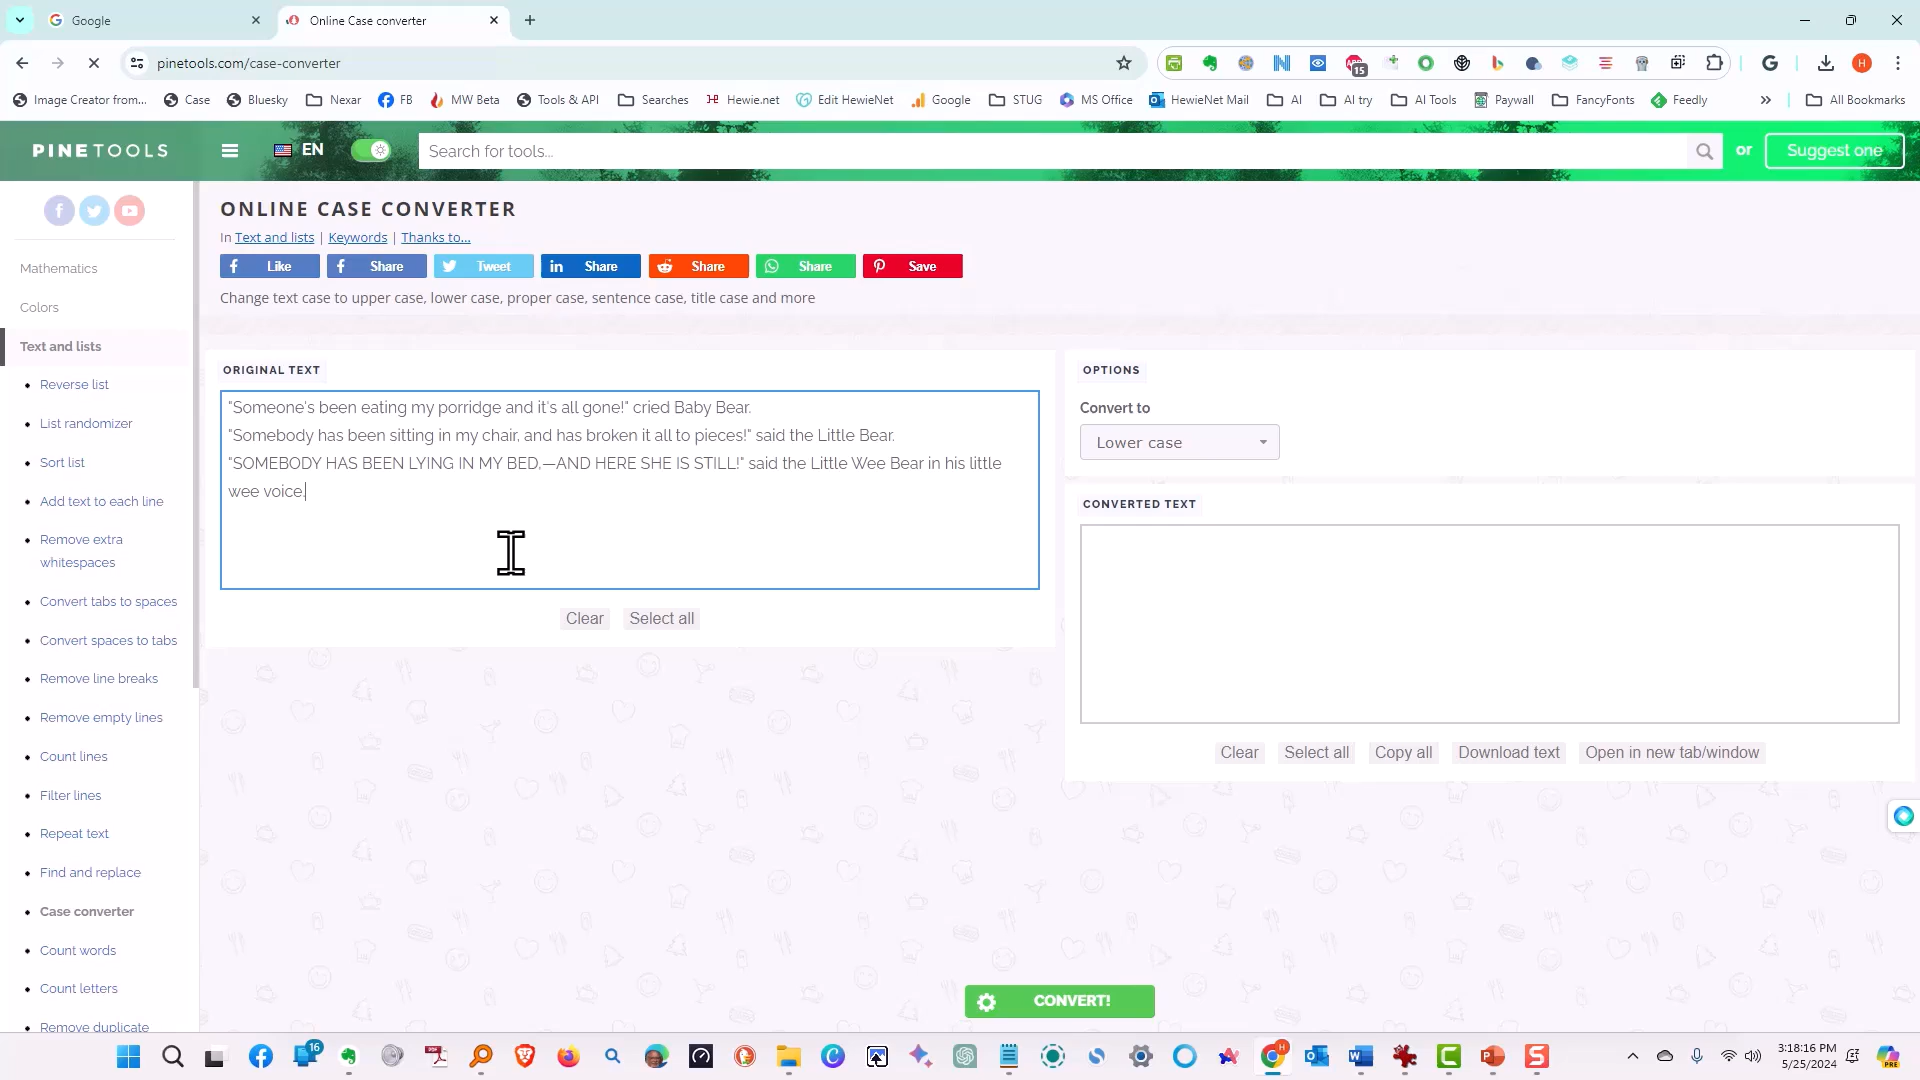 Google
Online Case converter
pinetools.com/case-converter
15
H
Image Creator from...
Case
Bluesky
Nexar
FB
MW Beta
Tools & API
Searches
Hewie.net
Edit HewieNet
Google
STUG
MS Office
HewieNet Mail
AI
AI try
AI Tools
Paywall
FancyFonts
Feedly
All Bookmarks
PINETOOLS
EN
Search for tools...
or
Suggest one
ONLINE CASE CONVERTER
In Text and lists | Keywords | Thanks to...
Like
Share
Tweet
Share
Share
Share
Save
Change text case to upper case, lower case, proper case, sentence case, title case and more
Mathematics
Colors
Text and lists
Reverse list
List randomizer
Sort list
Add text to each line
Remove extra
whitespaces
Convert tabs to spaces
Convert spaces to tabs
Remove line breaks
Remove empty lines
Count lines
Filter lines
Repeat text
Find and replace
Case converter
Count words
Count letters
Remove duplicate
ORIGINAL TEXT
"Someone's been eating my porridge and it's all gone!" cried Baby Bear.
"Somebody has been sitting in my chair, and has broken it all to pieces!" said the Little Bear.
"SOMEBODY HAS BEEN LYING IN MY BED,—AND HERE SHE IS STILL!" said the Little Wee Bear in his little
wee voice.
Clear
Select all
OPTIONS
Convert to
Lower case
CONVERTED TEXT
Clear
Select all
Copy all
Download text
Open in new tab/window
CONVERT!
16
3:18:16 PM
5/25/2024